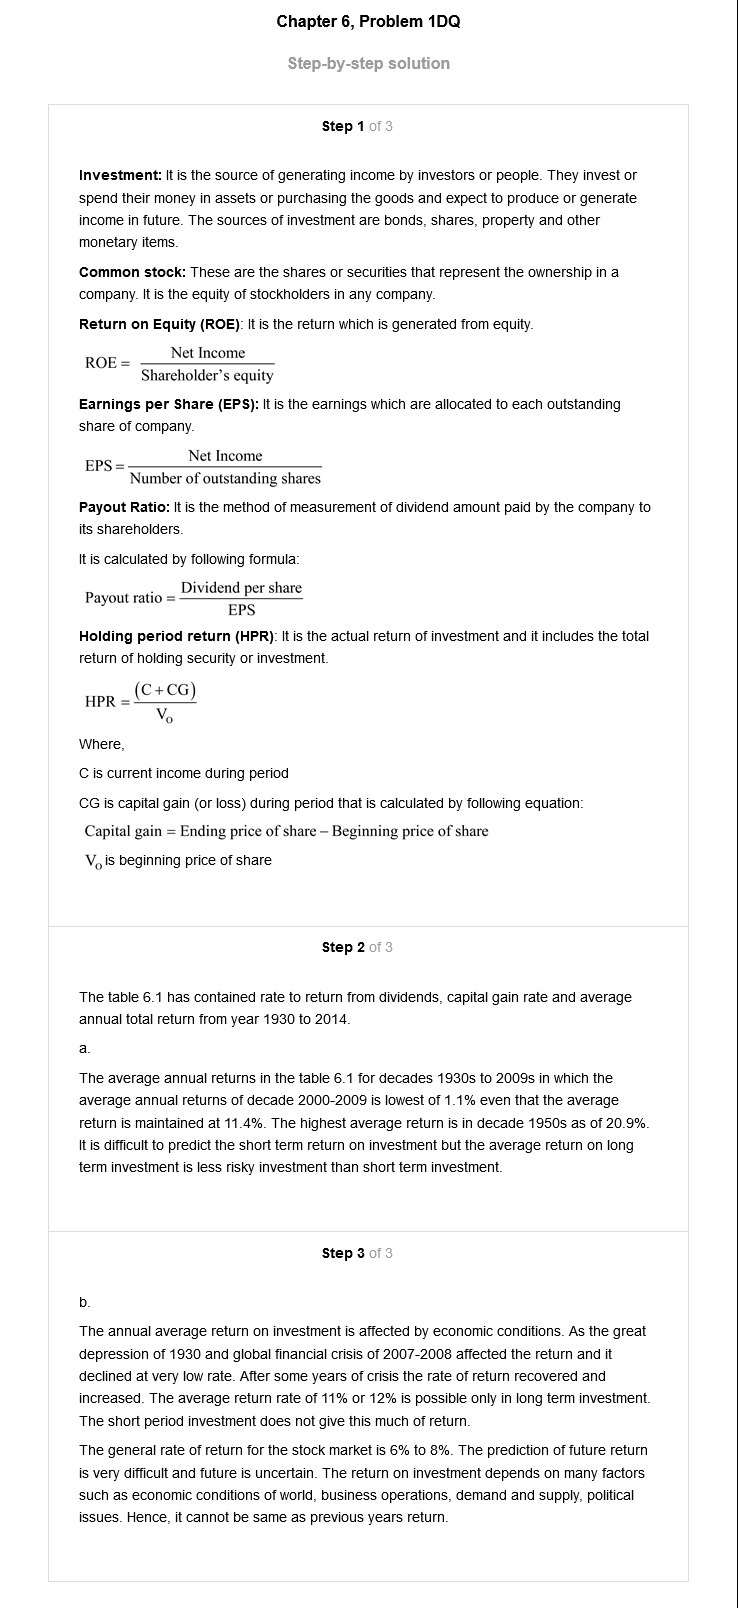 Chapter 6, Problem 1DQ
Step-by-step solution
Step 1 of 3
Investment: It is the source of generating income by investors or people. They invest or
spend their money in assets or purchasing the goods and expect to produce or generate
income in future. The sources of investment are bonds, shares, property and other
monetary items.
Common stock: These are the shares or securities that represent the ownership in a
company. It is the equity of stockholders in any company.
Return on Equity (ROE): It is the return which is generated from equity.
ROE = Net Income / Shareholder's equity
Earnings per Share (EPS): It is the earnings which are allocated to each outstanding
share of company.
EPS = Net Income / Number of outstanding shares
Payout Ratio: It is the method of measurement of dividend amount paid by the company to
its shareholders.
It is calculated by following formula:
Payout ratio = Dividend per share / EPS
Holding period return (HPR): It is the actual return of investment and it includes the total
return of holding security or investment.
HPR = (C + CG) / V₀
Where,
C is current income during period
CG is capital gain (or loss) during period that is calculated by following equation:
Capital gain = Ending price of share – Beginning price of share
V₀ is beginning price of share
Step 2 of 3
The table 6.1 has contained rate to return from dividends, capital gain rate and average
annual total return from year 1930 to 2014.
a.
The average annual returns in the table 6.1 for decades 1930s to 2009s in which the
average annual returns of decade 2000-2009 is lowest of 1.1% even that the average
return is maintained at 11.4%. The highest average return is in decade 1950s as of 20.9%.
It is difficult to predict the short term return on investment but the average return on long
term investment is less risky investment than short term investment.
Step 3 of 3
b.
The annual average return on investment is affected by economic conditions. As the great
depression of 1930 and global financial crisis of 2007-2008 affected the return and it
declined at very low rate. After some years of crisis the rate of return recovered and
increased. The average return rate of 11% or 12% is possible only in long term investment.
The short period investment does not give this much of return.
The general rate of return for the stock market is 6% to 8%. The prediction of future return
is very difficult and future is uncertain. The return on investment depends on many factors
such as economic conditions of world, business operations, demand and supply, political
issues. Hence, it cannot be same as previous years return.